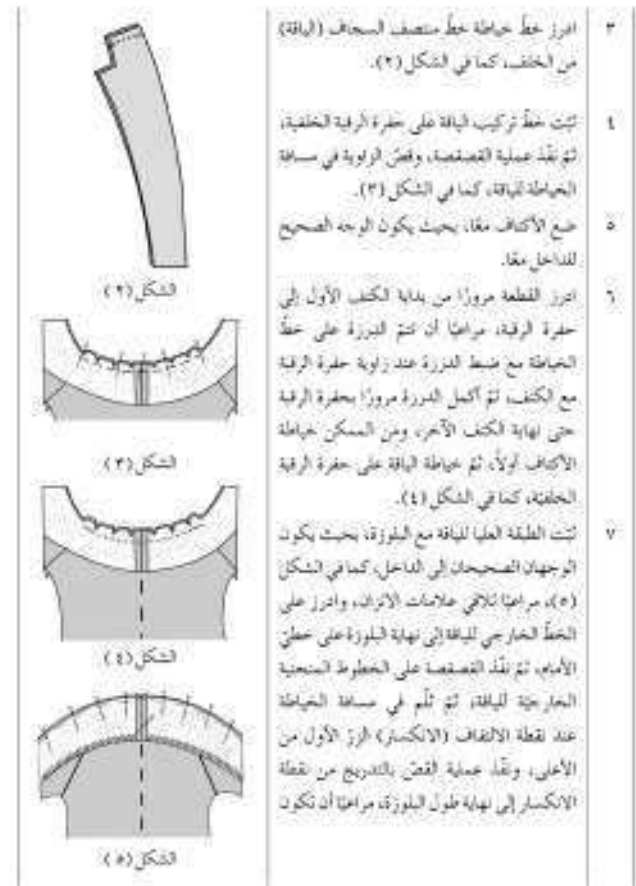 ٣ ادرز خطّ خياطة خطّ منتصف السجاف (الياقة)
من الخلف، كما في الشكل (٢).
٤ ثبّت خطّ تركيب الياقة على حفرة الرقبة الخلفية،
ثمّ نفّذ عملية القصقصة، وقصّ الزاوية في مسافة
الخياطة للياقة، كما في الشكل (٣).
٥ ضع الأكتاف معًا، بحيث يكون الوجه الصحيح
للداخل معًا.
٦ ادرز القطعة مرورًا من بداية الكتف الأول إلى
حفرة الرقبة، مراعيًا أن تتمّ الدرزة على خطّ
الخياطة مع ضبط الدرزة عند زاوية حفرة الرقبة
مع الكتف، ثمّ أكمل الدرزة مرورًا بحفرة الرقبة
حتى نهاية الكتف الآخر، ومن الممكن خياطة
الأكتاف أولاً، ثمّ خياطة الياقة على حفرة الرقبة
الخلفيّة، كما في الشكل (٤).
٧ ثبّت الطبقة العليا للياقة مع البلوزة، بحيث يكون
الوجهان الصحيحان إلى الداخل، كما في الشكل
(٥)، مراعيًا تلاقي علامات الاتزان، وادرز على
الخطّ الخارجي للياقة إلى نهاية البلوزة على خطّي
الأمام، ثمّ نفّذ القصقصة على الخطوط المنحنية
الخارجيّة للياقة، ثمّ ثلّم في مسافة الخياطة
عند نقطة الالتفاف (الانكسار) الزرّ الأول من
الأعلى، ونفّذ عملية القصّ بالتدريج من نقطة
الانكسار إلى نهاية طول البلوزة، مراعيًا أن تكون
الشكل (٢)
الشكل (٣)
الشكل (٤)
الشكل (٥)